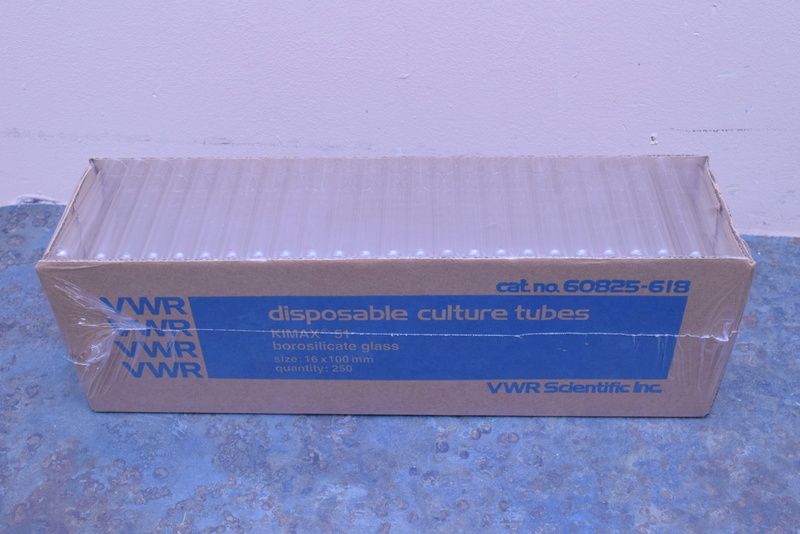 cat. no. 60825-618
VWR
VWR
VWR
VWR
disposable culture tubes
KIMAX® 51
borosilicate glass
size: 16 x 100 mm
quantity: 250
VWR Scientific Inc.